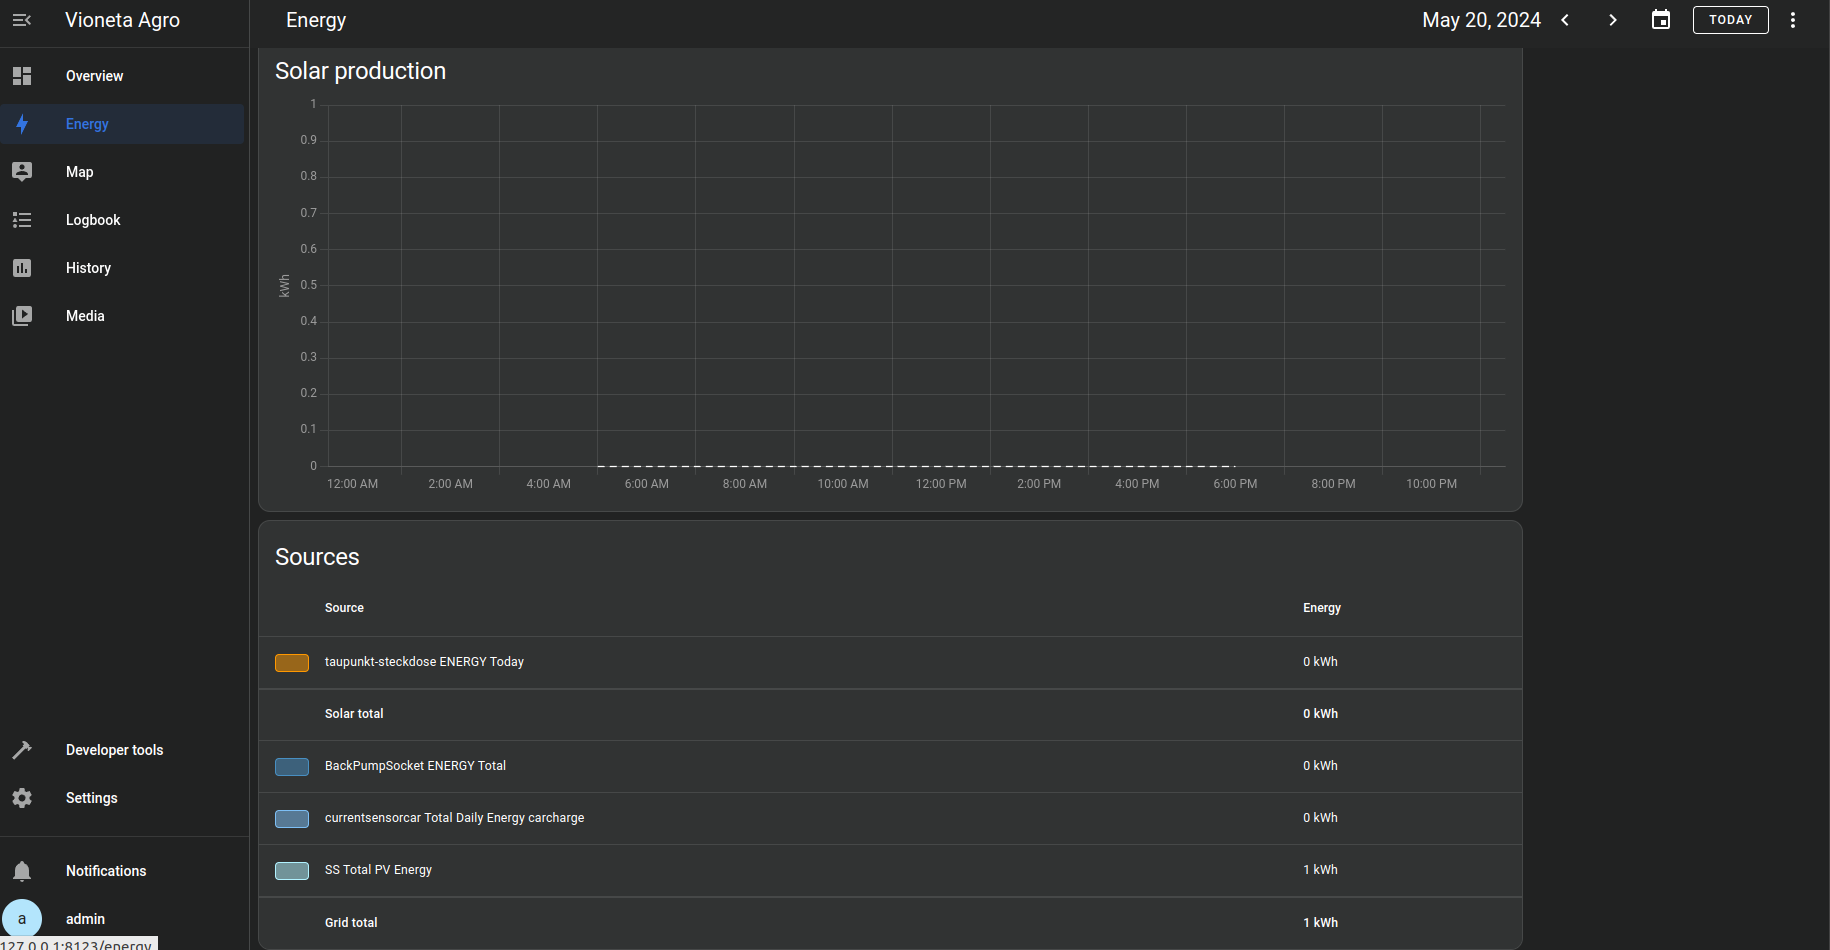 Vioneta Agro
Overview
Energy
Map
Logbook
History
Media
Developer tools
Settings
Notifications
a admin
127.0.0.1:8123/energy
Energy
May 20, 2024
TODAY
Solar production
kWh
1
0.9
0.8
0.7
0.6
0.5
0.4
0.3
0.2
0.1
0
12:00 AM 2:00 AM 4:00 AM 6:00 AM 8:00 AM 10:00 AM 12:00 PM 2:00 PM 4:00 PM 6:00 PM 8:00 PM 10:00 PM
Sources
Source Energy
taupunkt-steckdose ENERGY Today 0 kWh
Solar total 0 kWh
BackPumpSocket ENERGY Total 0 kWh
currentsensorcar Total Daily Energy carcharge 0 kWh
SS Total PV Energy 1 kWh
Grid total 1 kWh